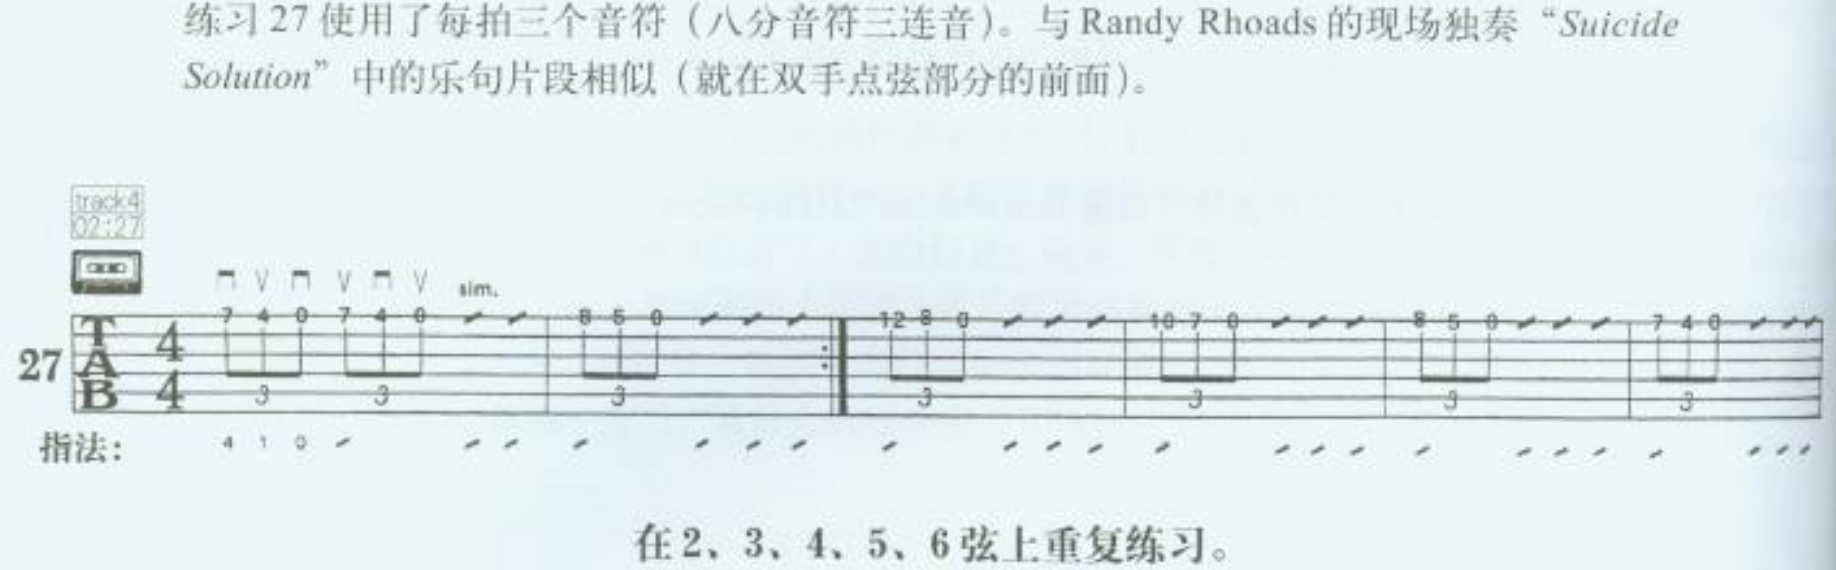 练习 27 使用了每拍三个音符（八分音符三连音）。与 Randy Rhoads 的现场独奏 “Suicide
Solution” 中的乐句片段相似（就在双手点弦部分的前面）。
track4
02:27
sim.
7 4 0 7 4 0 8 5 0 12 8 0 10 7 0 8 5 0 7 4 0
27 TAB 4/4
3 3 3 3 3 3 3
指法： 4 1 0
在 2、3、4、5、6 弦上重复练习。